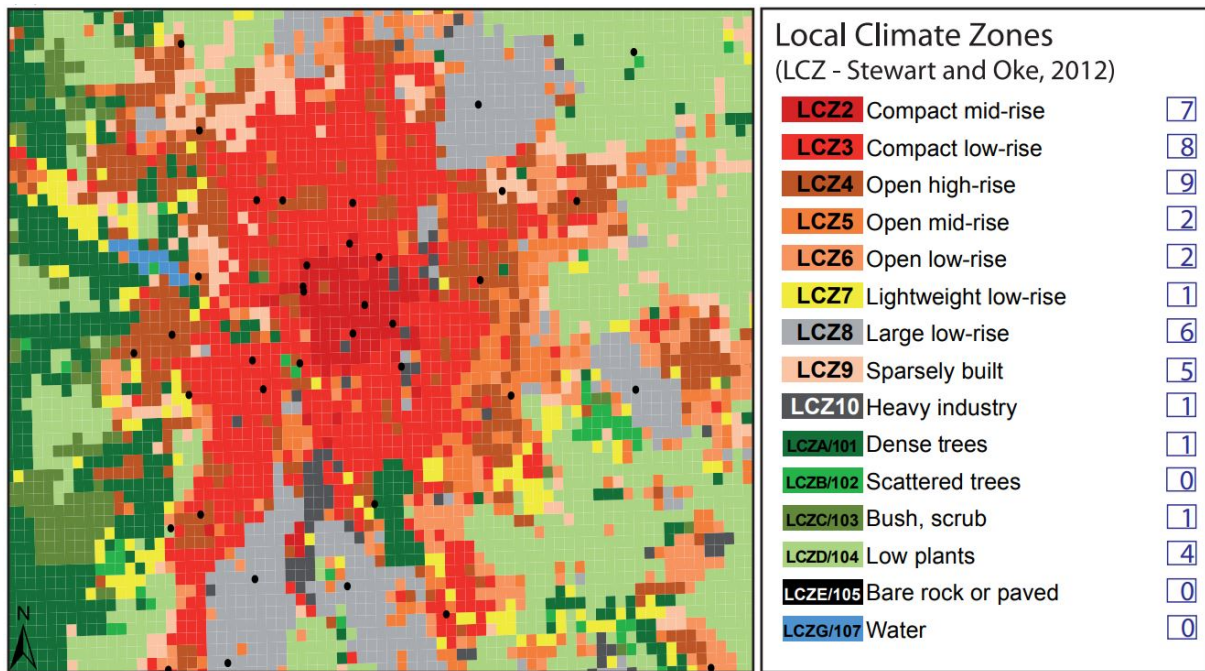 Local Climate Zones
(LCZ - Stewart and Oke, 2012)
LCZ2 Compact mid-rise 7
LCZ3 Compact low-rise 8
LCZ4 Open high-rise 9
LCZ5 Open mid-rise 2
LCZ6 Open low-rise 2
LCZ7 Lightweight low-rise 1
LCZ8 Large low-rise 6
LCZ9 Sparsely built 5
LCZ10 Heavy industry 1
LCZA/101 Dense trees 1
LCZB/102 Scattered trees 0
LCZC/103 Bush, scrub 1
LCZD/104 Low plants 4
LCZE/105 Bare rock or paved 0
LCZG/107 Water 0
N